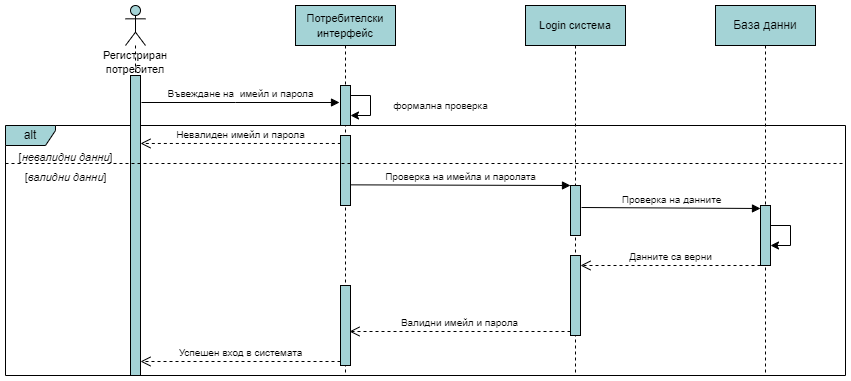 Потребителски
интерфейс
Login система
База данни
Регистриран
потребител
Въвеждане на имейл и парола
формална проверка
alt
Невалиден имейл и парола
[невалидни данни]
[валидни данни]
Проверка на имейла и паролата
Проверка на данните
Данните са верни
Валидни имейл и парола
Успешен вход в системата